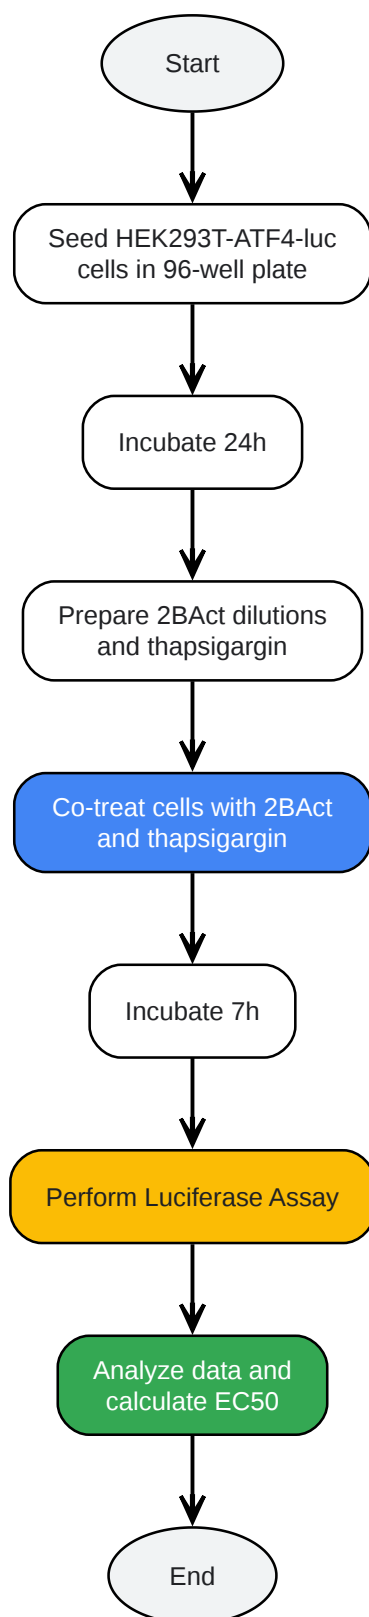 Start
Seed HEK293T-ATF4-luc
cells in 96-well plate
Incubate 24h
Prepare 2BAct dilutions
and thapsigargin
Co-treat cells with 2BAct
and thapsigargin
Incubate 7h
Perform Luciferase Assay
Analyze data and
calculate EC50
End